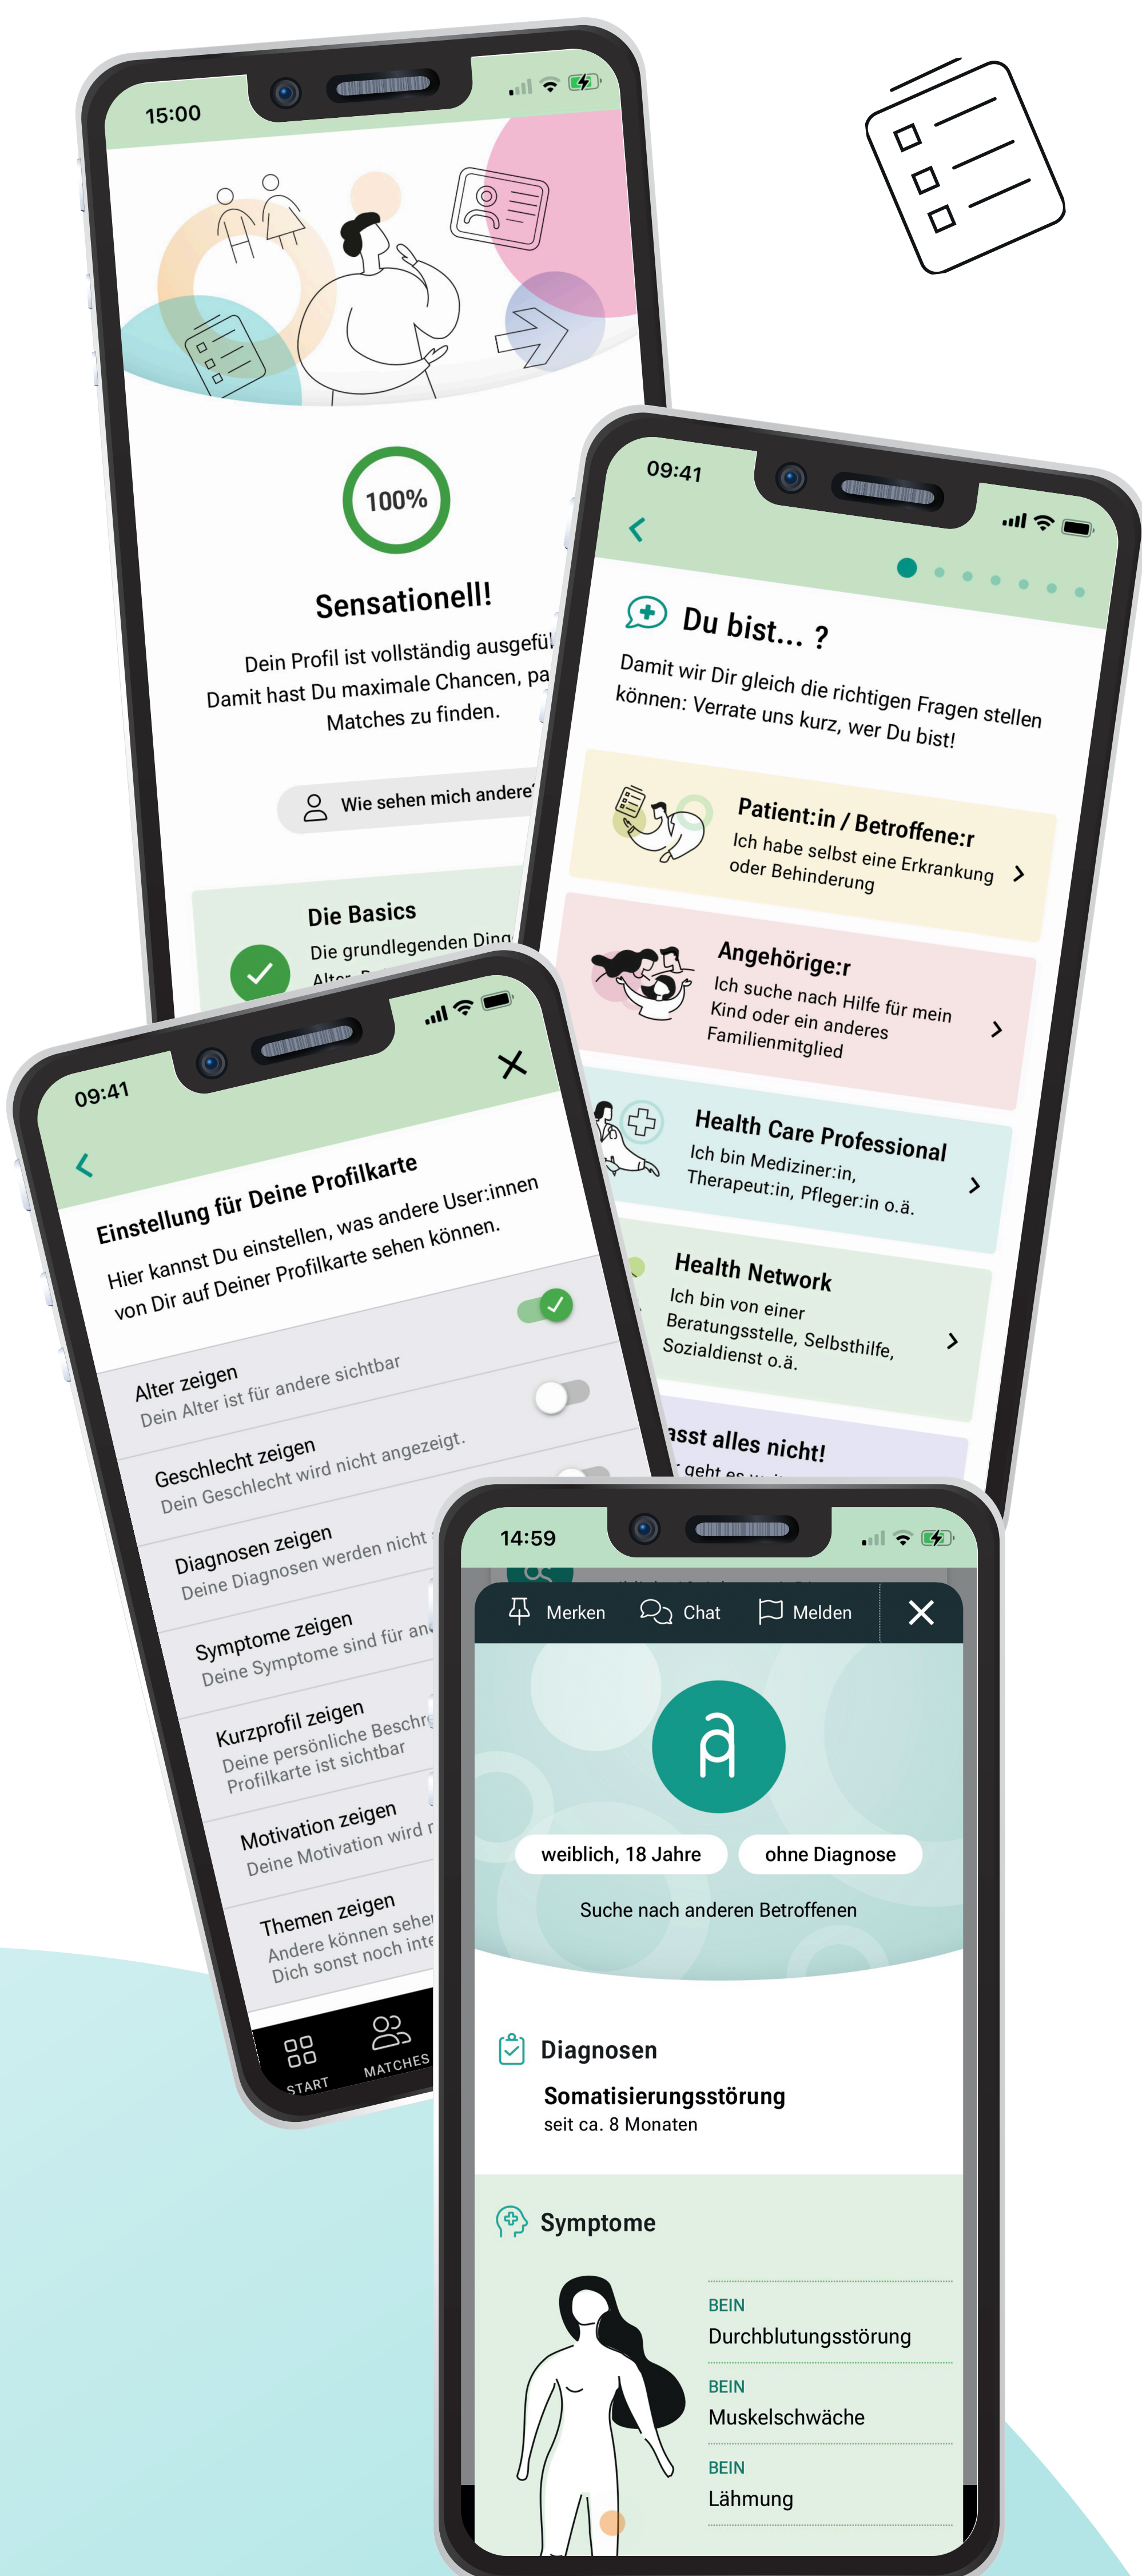 15:00
100%
Sensationell!
Dein Profil ist vollständig
Damit hast Du maximale Chancen,
Matches zu finden.
Wie sehen mich
Die Basics
Die grundlegenden
09:41
Du bist... ?
Damit wir Dir gleich die richtigen Fragen stellen
können: Verrate uns kurz, wer Du bist!
Patient:in / Betroffene:r
Ich habe selbst eine Erkrankung
oder Behinderung
Angehörige:r
Ich suche nach Hilfe für mein
Kind oder ein anderes
Familienmitglied
Health Care Professional
Ich bin Mediziner:in,
Therapeut:in, Pfleger:in o.ä.
Health Network
Ich bin von einer
Beratungsstelle, Selbsthilfe,
Sozialdienst o.ä.
alles nicht!
geht es
09:41
Einstellung für Deine Profilkarte
Hier kannst Du einstellen, was andere User:innen
von Dir auf Deiner Profilkarte sehen können.
Alter zeigen
Dein Alter ist für andere sichtbar
Geschlecht zeigen
Dein Geschlecht wird nicht angezeigt.
Diagnosen zeigen
Deine Diagnosen werden nicht
Symptome zeigen
Deine Symptome sind für
Kurzprofil zeigen
Deine persönliche
Profilkarte ist sichtbar
Motivation zeigen
Deine Motivation wird
Themen zeigen
Andere können
Dich sonst noch
START
MATCHES
14:59
Merken
Chat
Melden
weiblich, 18 Jahre
ohne Diagnose
Suche nach anderen Betroffenen
Diagnosen
Somatisierungsstörung
seit ca. 8 Monaten
Symptome
BEIN
Durchblutungsstörung
BEIN
Muskelschwäche
BEIN
Lähmung